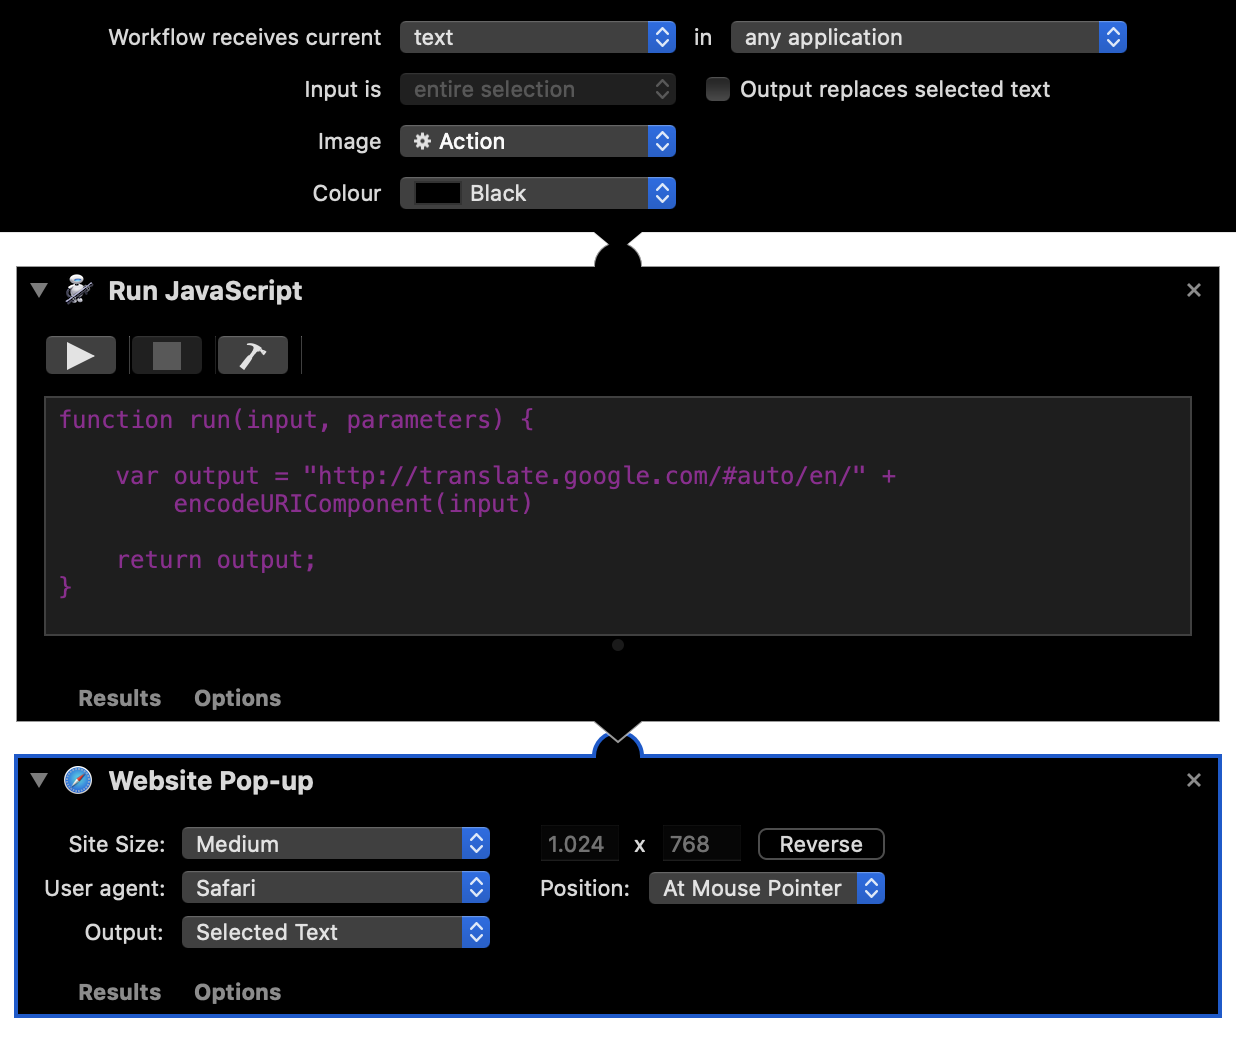 Workflow receives current text in any application
Input is entire selection Output replaces selected text
Image Action
Colour Black
Run JavaScript
function run(input, parameters) {
var output = "http://translate.google.com/#auto/en/" +
encodeURIComponent(input)
return output;
}
Results Options
Website Pop-up
Site Size: Medium 1.024 x 768 Reverse
User agent: Safari Position: At Mouse Pointer
Output: Selected Text
Results Options